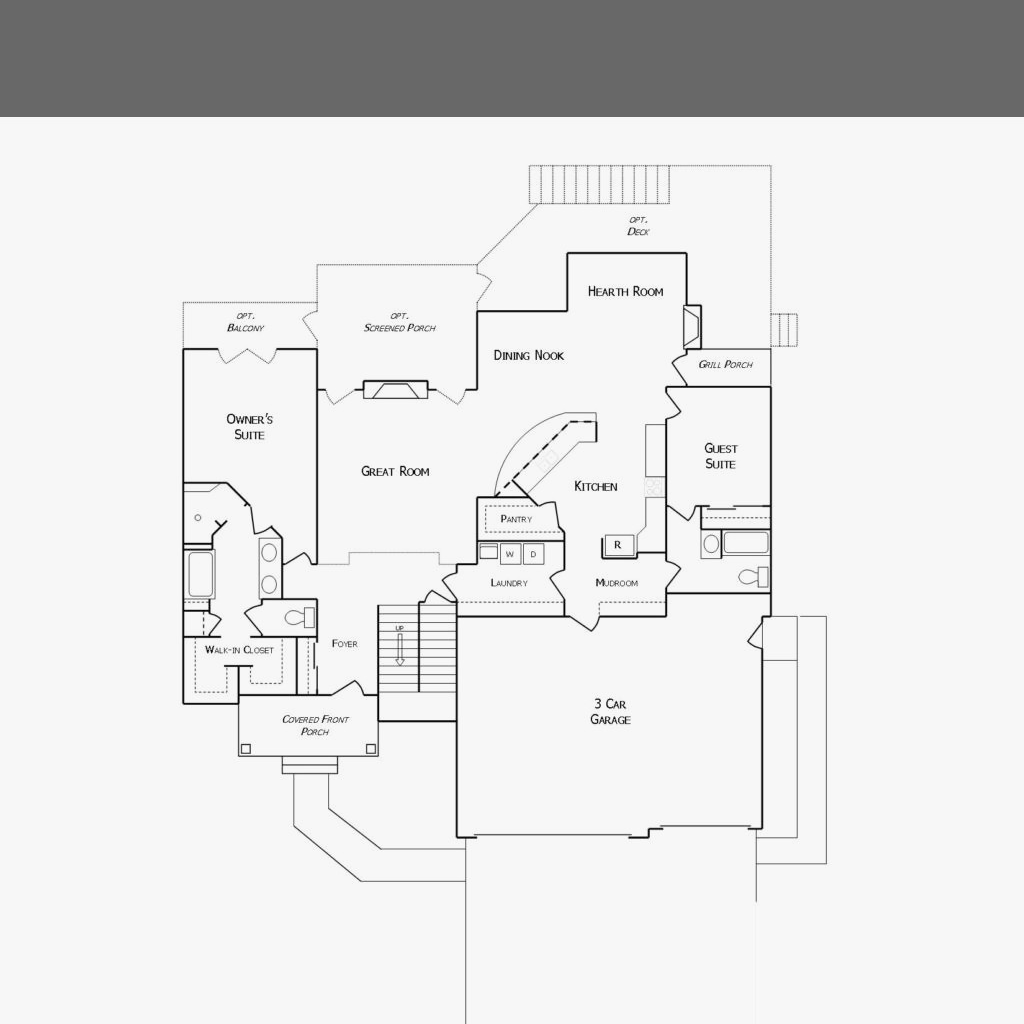 OPT.
DECK
HEARTH ROOM
OPT.
BALCONY
OPT.
SCREENED PORCH
DINING NOOK
GRILL PORCH
OWNER'S
SUITE
GREAT ROOM
GUEST
SUITE
KITCHEN
PANTRY
R
W
D
LAUNDRY
MUDROOM
UP
FOYER
WALK-IN CLOSET
COVERED FRONT
PORCH
3 CAR
GARAGE